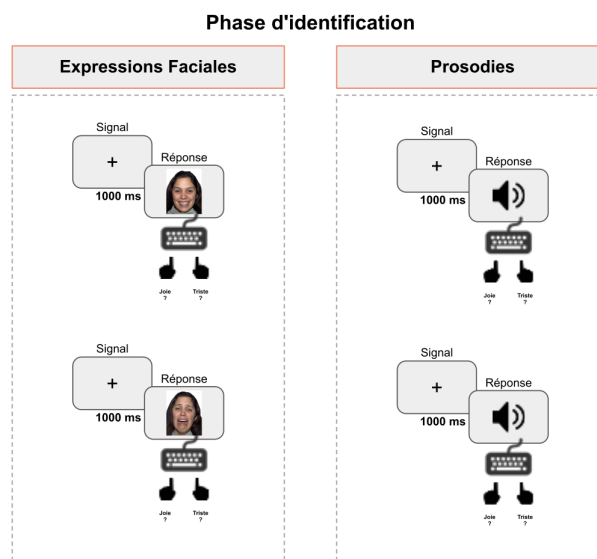 Phase d'identification
Expressions Faciales
Signal
+
Réponse
1000 ms
Joie
?
Triste
?
Signal
+
Réponse
1000 ms
Joie
?
Triste
?
Prosodies
Signal
+
Réponse
1000 ms
Joie
?
Triste
?
Signal
+
Réponse
1000 ms
Joie
?
Triste
?